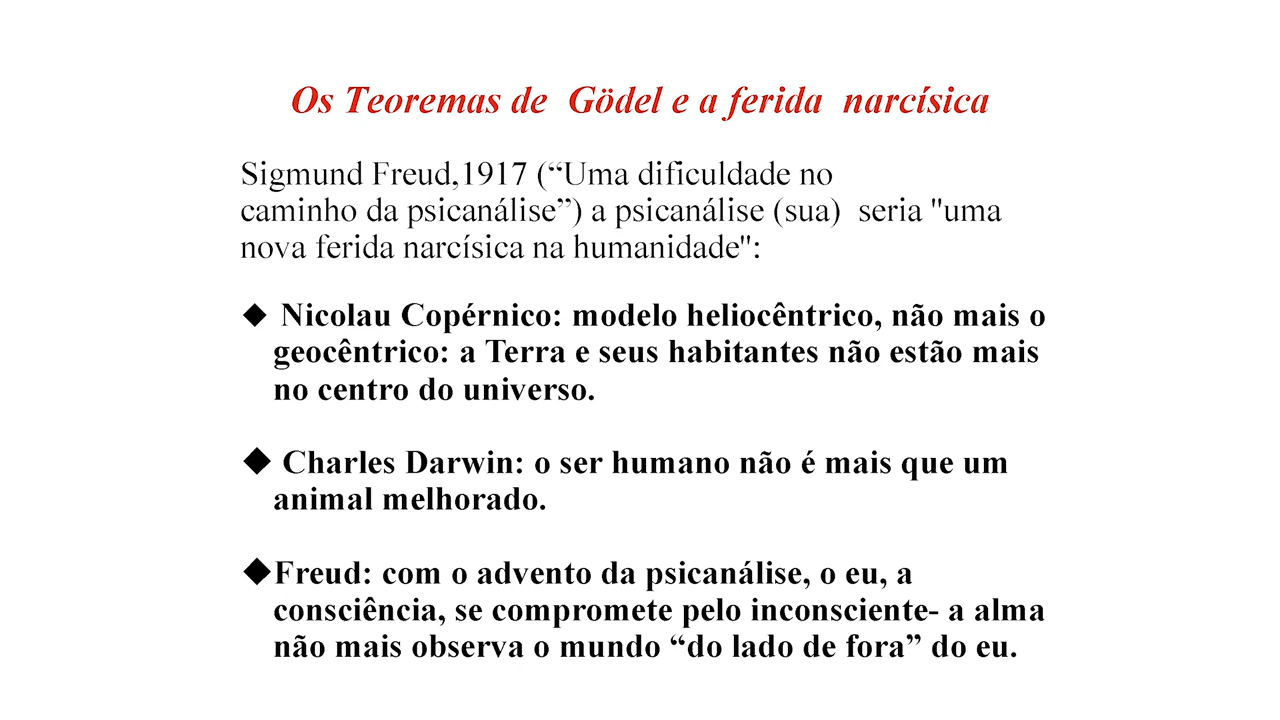 Os Teoremas de Gödel e a ferida narcísica
Sigmund Freud,1917 (“Uma dificuldade no
caminho da psicanálise”) a psicanálise (sua) seria "uma
nova ferida narcísica na humanidade":
◆ Nicolau Copérnico: modelo heliocêntrico, não mais o
geocêntrico: a Terra e seus habitantes não estão mais
no centro do universo.
◆ Charles Darwin: o ser humano não é mais que um
animal melhorado.
◆Freud: com o advento da psicanálise, o eu, a
consciência, se compromete pelo inconsciente- a alma
não mais observa o mundo “do lado de fora” do eu.